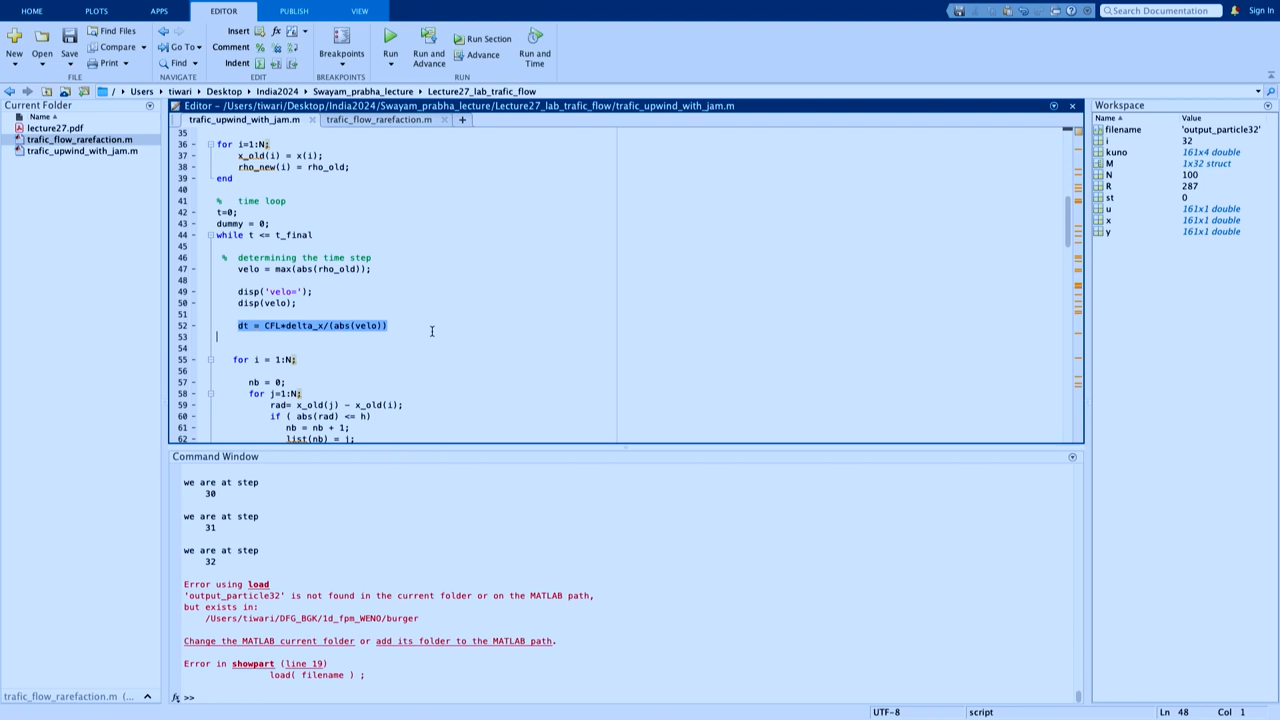 HOME PLOTS APPS EDITOR PUBLISH VIEW Search Documentation Sign In
New Open Save Find Files Compare Print FILE
Go To Find NAVIGATE
Insert fx Comment % Indent EDIT
Breakpoints BREAKPOINTS
Run Run and Advance Run Section Advance Run and Time RUN
/ Users tiwari Desktop India2024 Swayam_prabha_lecture Lecture27_lab_trafic_flow
Current Folder
Name
lecture27.pdf
trafic_flow_rarefaction.m
trafic_upwind_with_jam.m
Editor - /Users/tiwari/Desktop/India2024/Swayam_prabha_lecture/Lecture27_lab_trafic_flow/trafic_upwind_with_jam.m
trafic_upwind_with_jam.m trafic_flow_rarefaction.m +
35
36 - for i=1:N;
37 - x_old(i) = x(i);
38 - rho_new(i) = rho_old;
39 - end
40
41 % time loop
42 - t=0;
43 - dummy = 0;
44 - while t <= t_final
45
46 % determining the time step
47 - velo = max(abs(rho_old));
48
49 - disp('velo=');
50 - disp(velo);
51
52 - dt = CFL*delta_x/(abs(velo))
53
54
55 - for i = 1:N;
56
57 - nb = 0;
58 - for j=1:N;
59 - rad= x_old(j) - x_old(i);
60 - if ( abs(rad) <= h)
61 - nb = nb + 1;
62 - list(nb) = j;
Command Window
we are at step
30
we are at step
31
we are at step
32
Error using load
'output_particle32' is not found in the current folder or on the MATLAB path,
but exists in:
/Users/tiwari/DFG_BGK/1d_fpm_WENO/burger
Change the MATLAB current folder or add its folder to the MATLAB path.
Error in showpart (line 19)
load( filename ) ;
fx >>
Workspace
Name Value
filename 'output_particle32'
i 32
kuno 161x4 double
M 1x32 struct
N 100
R 287
st 0
u 161x1 double
x 161x1 double
y 161x1 double
trafic_flow_rarefaction.m (...
UTF-8 script Ln 48 Col 1